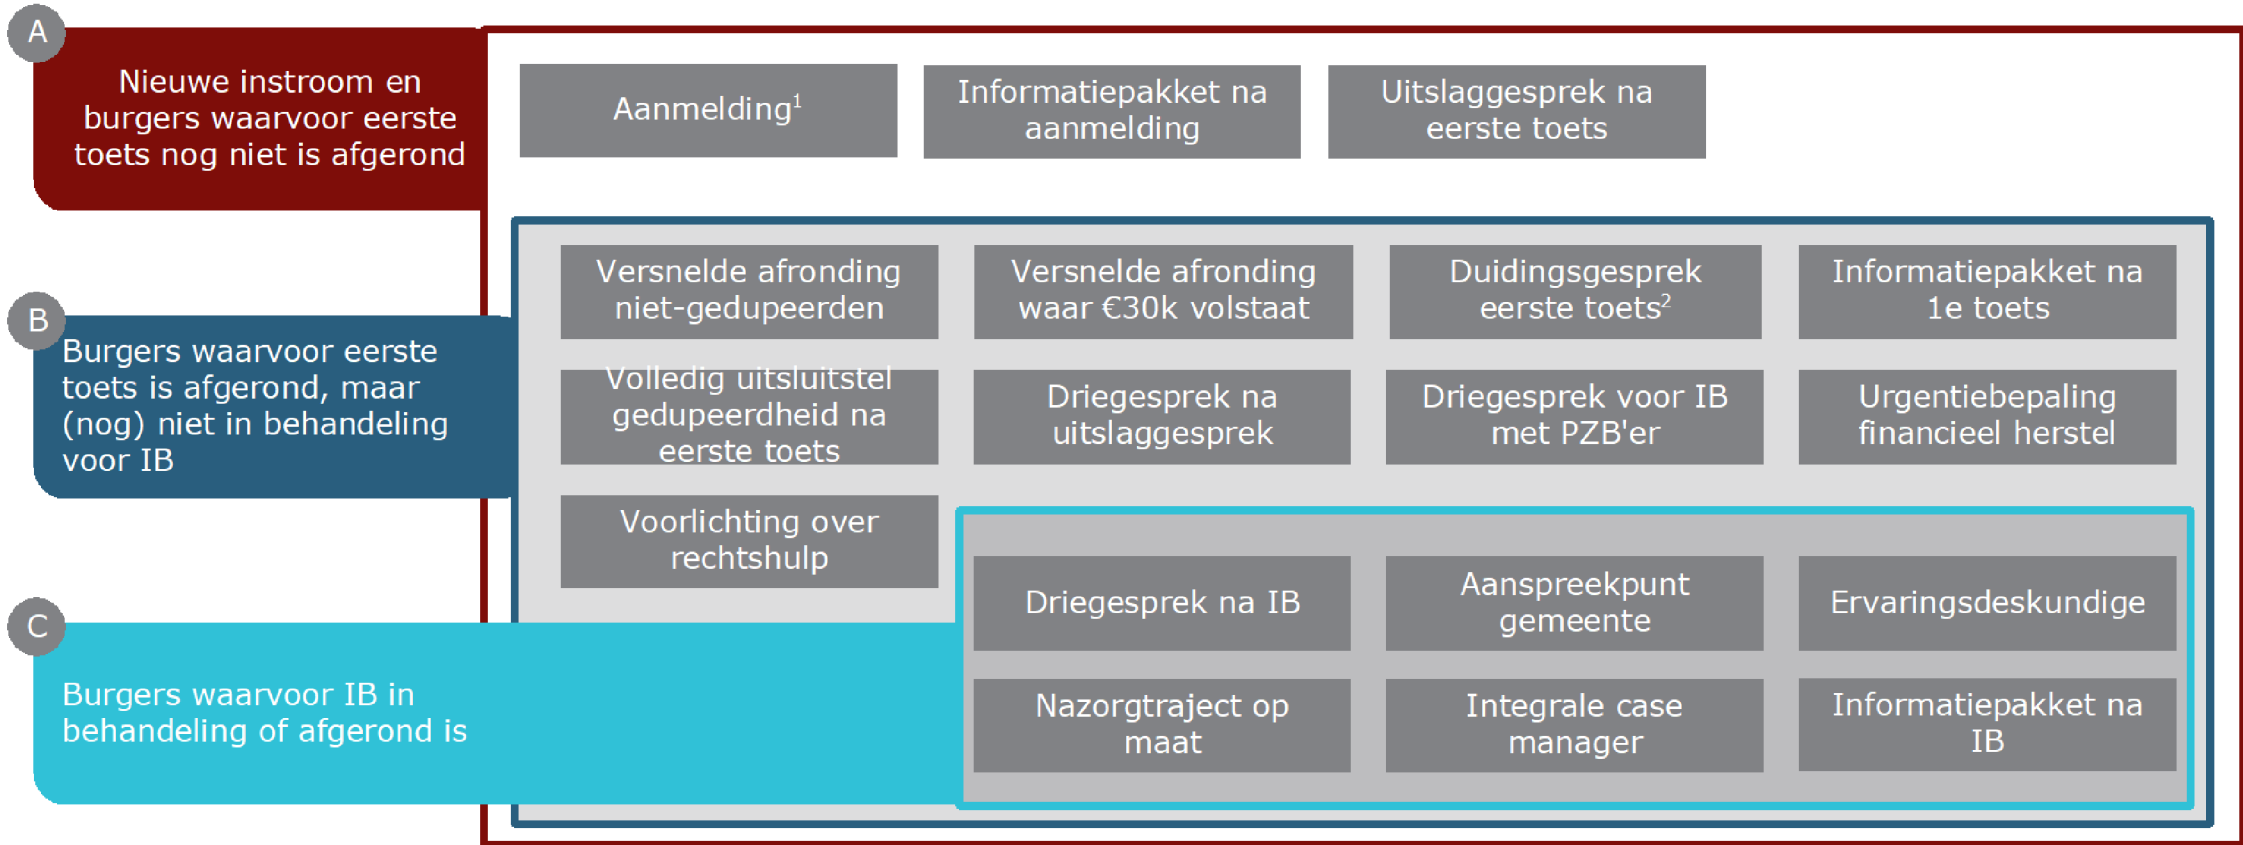 A
Nieuwe instroom en
burgers waarvoor eerste
toets nog niet is afgerond
Aanmelding1
Informatiepakket na
aanmelding
Uitslaggesprek na
eerste toets
B
Burgers waarvoor eerste
toets is afgerond, maar
(nog) niet in behandeling
voor IB
Versnelde afronding
niet-gedupeerden
Versnelde afronding
waar €30k volstaat
Duidingsgesprek
eerste toets2
Informatiepakket na
1e toets
Volledig uitsluitstel
gedupeerdheid na
eerste toets
Driegesprek na
uitslaggesprek
Driegesprek voor IB
met PZB'er
Urgentiebepaling
financieel herstel
Voorlichting over
rechtshulp
C
Burgers waarvoor IB in
behandeling of afgerond is
Driegesprek na IB
Aanspreekpunt
gemeente
Ervaringsdeskundige
Nazorgtraject op
maat
Integrale case
manager
Informatiepakket na
IB